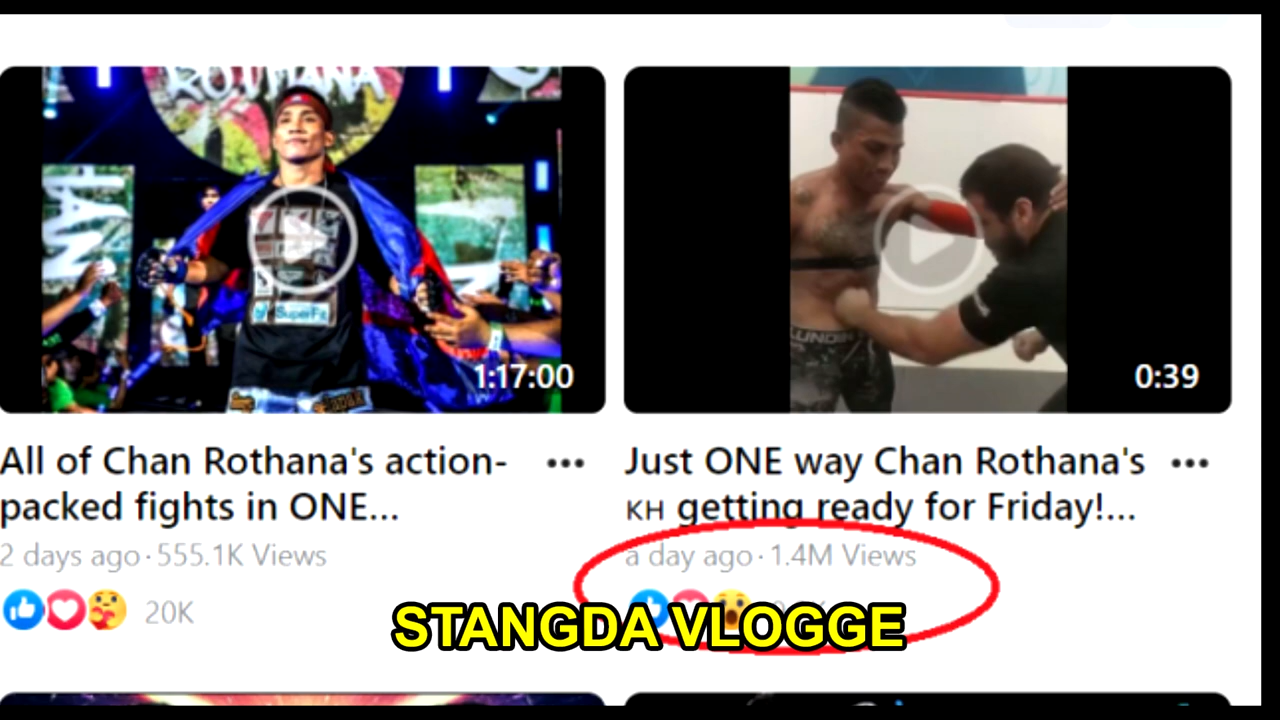 ROTHANA
SuperFit
1:17:00
0:39
All of Chan Rothana's action-
packed fights in ONE...
2 days ago · 555.1K Views
20K
Just ONE way Chan Rothana's
KH getting ready for Friday!...
a day ago · 1.4M Views
STANGDA VLOGGE